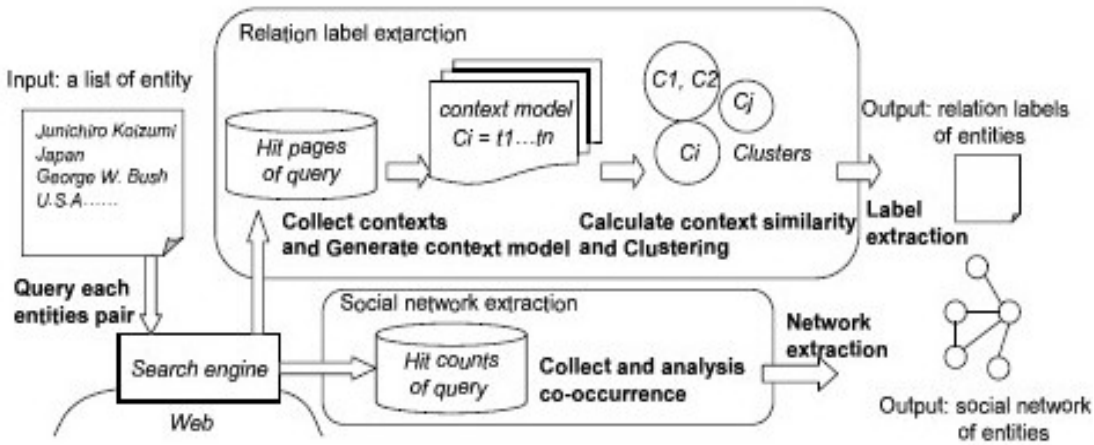 Relation label extarction
Input: a list of entity
Junichiro Koizumi
Japan
George W. Bush
U.S.A......
Query each
entities pair
Search engine
Web
Hit pages
of query
context model
Ci = t1...tn
C1, C2
Cj
Ci
Clusters
Collect contexts
and Generate context model
Calculate context similarity
and Clustering
Label
extraction
Output: relation labels
of entities
Social network extraction
Hit counts
of query
Collect and analysis
co-occurrence
Network
extraction
Output: social network
of entities